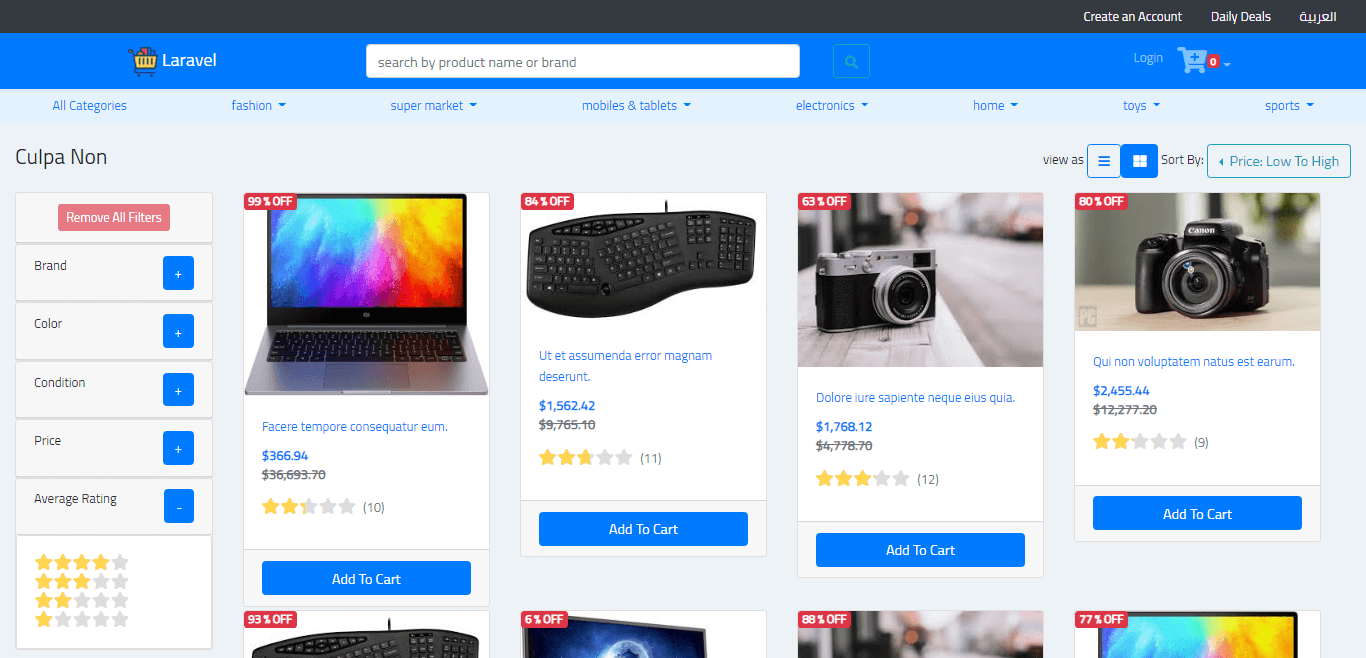 Create an Account Daily Deals العربية
Laravel search by product name or brand Login 0
All Categories fashion super market mobiles & tablets electronics home toys sports
Culpa Non view as Sort By: Price: Low To High
Remove All Filters
Brand +
Color +
Condition +
Price +
Average Rating -
99% OFF
Facere tempore consequatur eum.
$366.94
$36,693.70
(10)
Add To Cart
84% OFF
Ut et assumenda error magnam
deserunt.
$1,562.42
$9,765.10
(11)
Add To Cart
63% OFF
Dolore iure sapiente neque eius quia.
$1,768.12
$4,778.70
(12)
Add To Cart
80% OFF
Canon
PC
Qui non voluptatem natus est earum.
$2,455.44
$12,277.20
(9)
Add To Cart
93% OFF
6% OFF
88% OFF
77% OFF